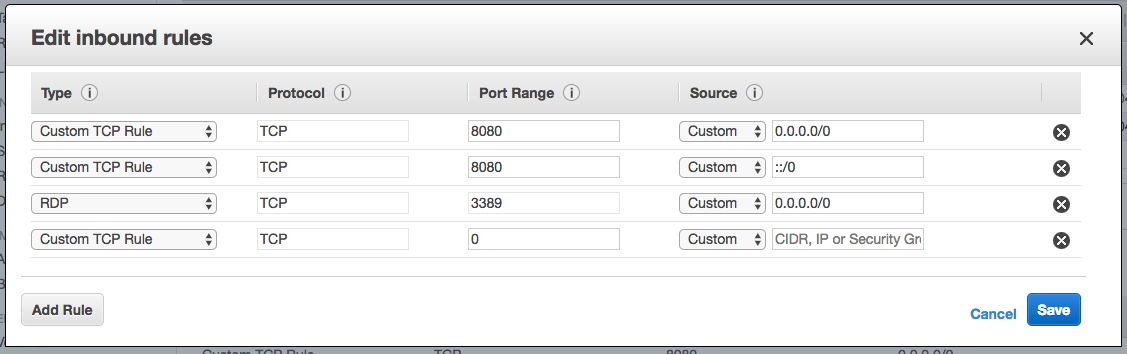 Edit inbound rules
Type Protocol Port Range Source
Custom TCP Rule TCP 8080 Custom 0.0.0.0/0
Custom TCP Rule TCP 8080 Custom ::/0
RDP TCP 3389 Custom 0.0.0.0/0
Custom TCP Rule TCP 0 Custom CIDR, IP or Security Gr
Add Rule Cancel Save
Custom TCP Rule TCP 8080 0.0.0.0/0